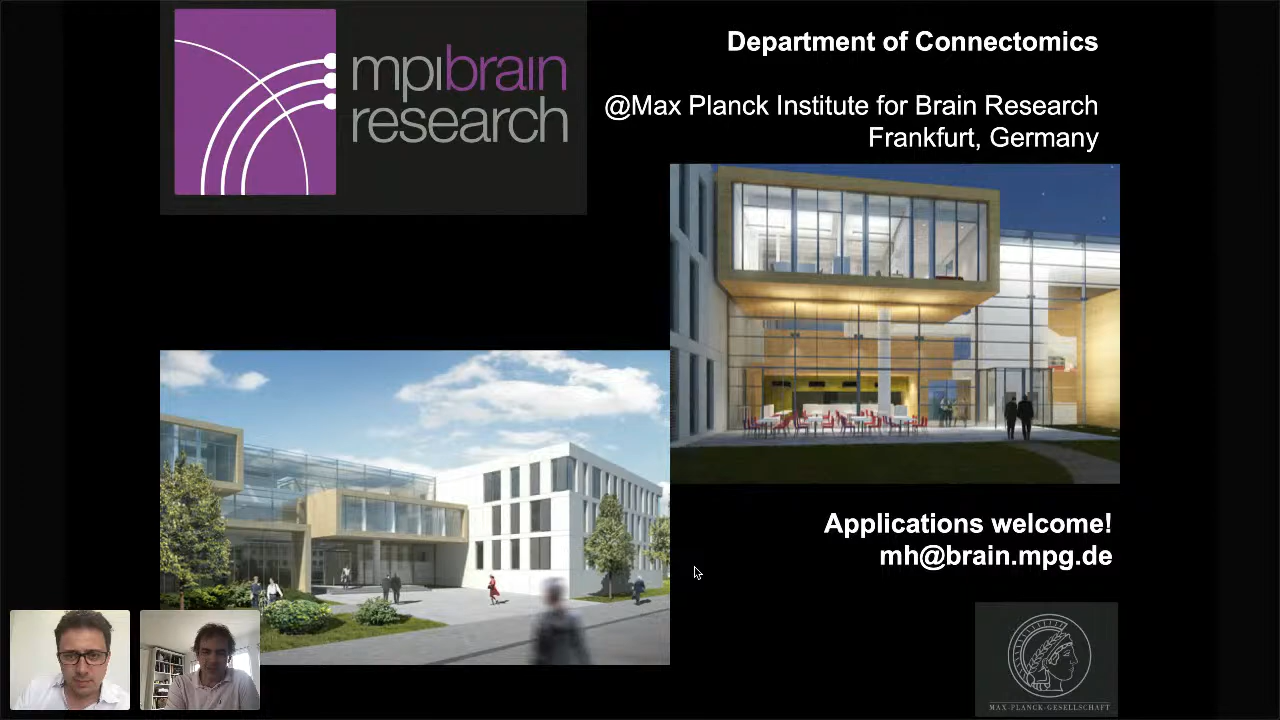 mpibrain
research
Department of Connectomics
@Max Planck Institute for Brain Research
Frankfurt, Germany
Applications welcome!
mh@brain.mpg.de
MAX-PLANCK-GESELLSCHAFT